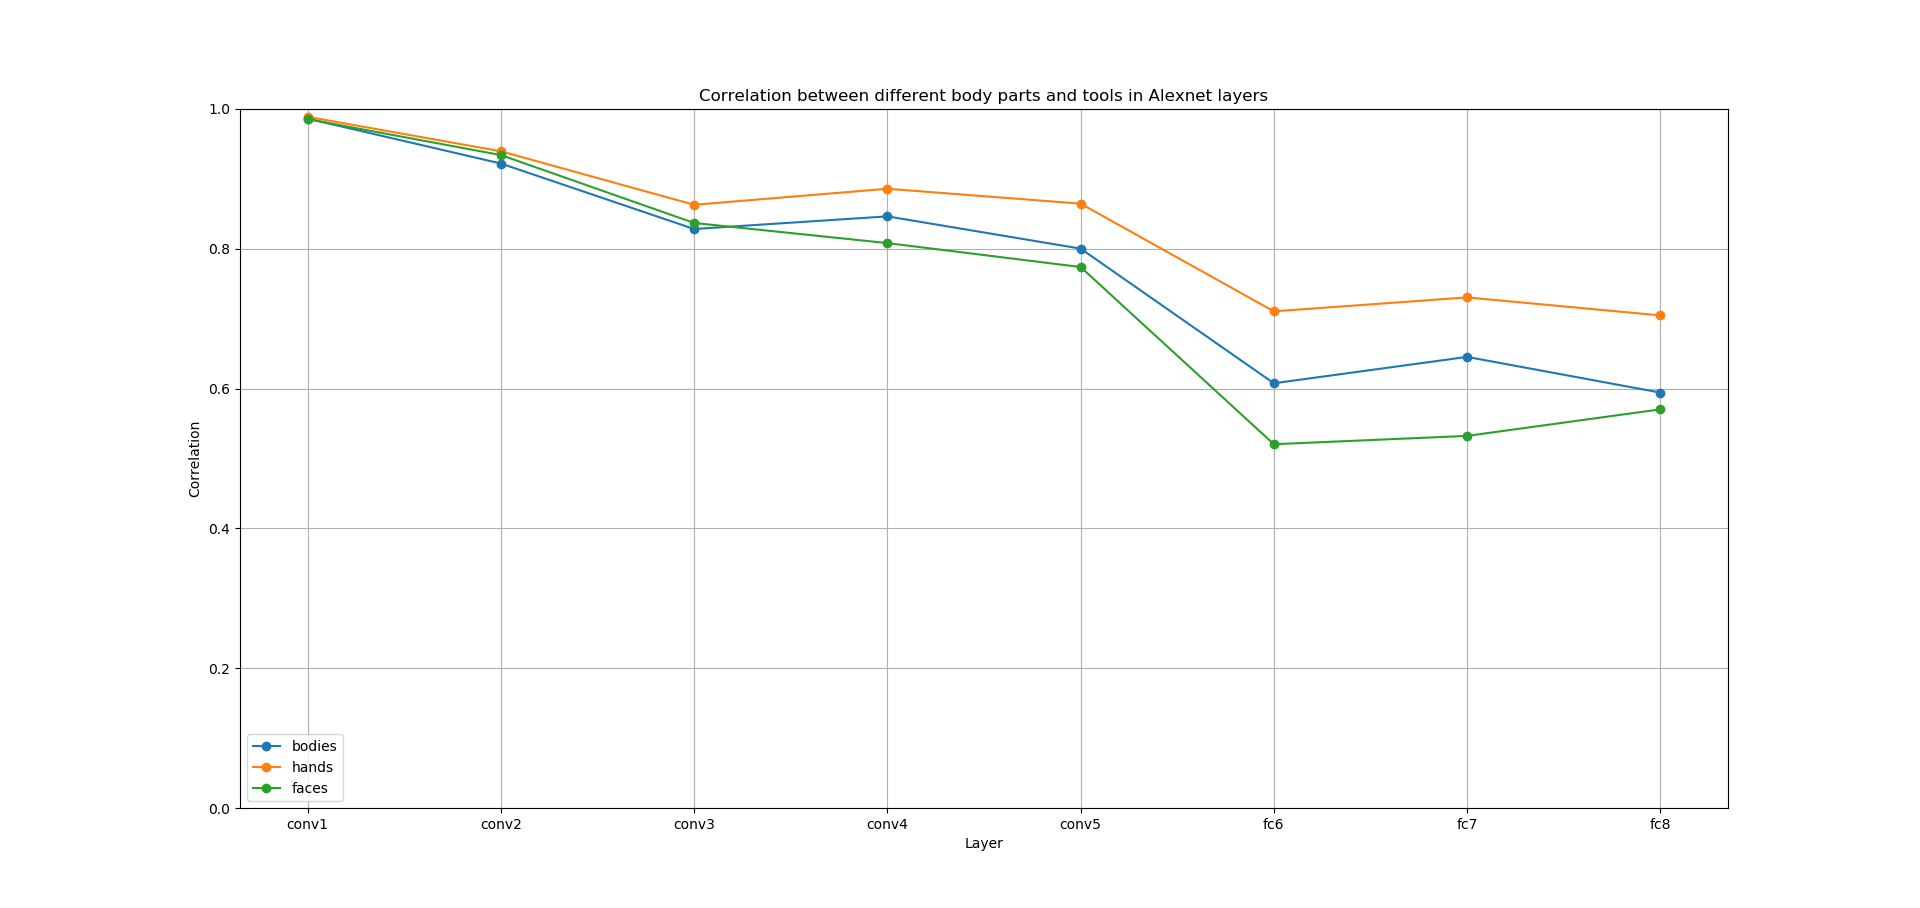 Correlation between different body parts and tools in Alexnet layers
1.0
0.8
0.6
0.4
0.2
0.0
Correlation
bodies
hands
faces
conv1 conv2 conv3 conv4 conv5 fc6 fc7 fc8
Layer